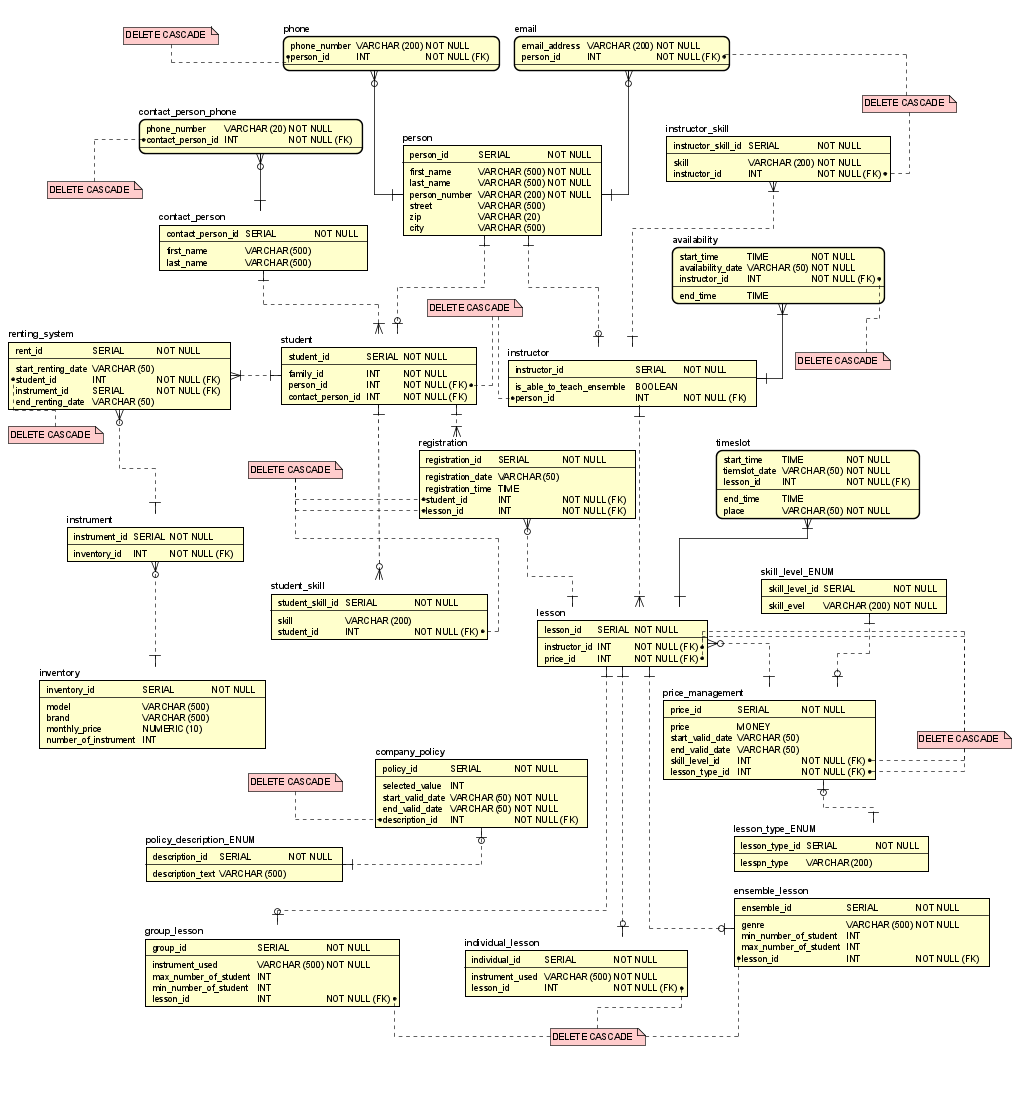 phone
phone_number VARCHAR (200) NOT NULL
person_id INT NOT NULL (FK)
email
email_address VARCHAR (200) NOT NULL
person_id INT NOT NULL (FK)
DELETE CASCADE
DELETE CASCADE
contact_person_phone
phone_number VARCHAR (20) NOT NULL
contact_person_id INT NOT NULL (FK)
DELETE CASCADE
person
person_id SERIAL NOT NULL
first_name VARCHAR (500) NOT NULL
last_name VARCHAR (500) NOT NULL
person_number VARCHAR (200) NOT NULL
street VARCHAR (500)
zip VARCHAR (20)
city VARCHAR (500)
instructor_skill
instructor_skill_id SERIAL NOT NULL
skill VARCHAR (200) NOT NULL
instructor_id INT NOT NULL (FK)
contact_person
contact_person_id SERIAL NOT NULL
first_name VARCHAR (500)
last_name VARCHAR (500)
availability
start_time TIME NOT NULL
availability_date VARCHAR (50) NOT NULL
instructor_id INT NOT NULL (FK)
end_time TIME
DELETE CASCADE
DELETE CASCADE
renting_system
rent_id SERIAL NOT NULL
start_renting_date VARCHAR (50)
student_id INT NOT NULL (FK)
instrument_id SERIAL NOT NULL (FK)
end_renting_date VARCHAR (50)
DELETE CASCADE
student
student_id SERIAL NOT NULL
family_id INT NOT NULL
person_id INT NOT NULL (FK)
contact_person_id INT NOT NULL (FK)
instructor
instructor_id SERIAL NOT NULL
is_able_to_teach_ensemble BOOLEAN
person_id INT NOT NULL (FK)
registration
registration_id SERIAL NOT NULL
registration_date VARCHAR (50)
registration_time TIME
student_id INT NOT NULL (FK)
lesson_id INT NOT NULL (FK)
DELETE CASCADE
timeslot
start_time TIME NOT NULL
tiemslot_date VARCHAR (50) NOT NULL
lesson_id INT NOT NULL (FK)
end_time TIME
place VARCHAR (50) NOT NULL
instrument
instrument_id SERIAL NOT NULL
inventory_id INT NOT NULL (FK)
student_skill
student_skill_id SERIAL NOT NULL
skill VARCHAR (200)
student_id INT NOT NULL (FK)
skill_level_ENUM
skill_level_id SERIAL NOT NULL
skill_evel VARCHAR (200) NOT NULL
lesson
lesson_id SERIAL NOT NULL
instructor_id INT NOT NULL (FK)
price_id INT NOT NULL (FK)
inventory
inventory_id SERIAL NOT NULL
model VARCHAR (500)
brand VARCHAR (500)
monthly_price NUMERIC (10)
number_of_instrument INT
price_management
price_id SERIAL NOT NULL
price MONEY
start_valid_date VARCHAR (50)
end_valid_date VARCHAR (50)
skill_level_id INT NOT NULL (FK)
lesson_type_id INT NOT NULL (FK)
DELETE CASCADE
company_policy
policy_id SERIAL NOT NULL
selected_value INT
start_valid_date VARCHAR (50) NOT NULL
end_valid_date VARCHAR (50) NOT NULL
description_id INT NOT NULL (FK)
DELETE CASCADE
policy_description_ENUM
description_id SERIAL NOT NULL
description_text VARCHAR (500)
lesson_type_ENUM
lesson_type_id SERIAL NOT NULL
lesspn_type VARCHAR (200)
ensemble_lesson
ensemble_id SERIAL NOT NULL
genre VARCHAR (500) NOT NULL
min_number_of_student INT
max_number_of_student INT
lesson_id INT NOT NULL (FK)
group_lesson
group_id SERIAL NOT NULL
instrument_used VARCHAR (500) NOT NULL
max_number_of_student INT
min_number_of_student INT
lesson_id INT NOT NULL (FK)
individual_lesson
individual_id SERIAL NOT NULL
instrument_used VARCHAR (500) NOT NULL
lesson_id INT NOT NULL (FK)
DELETE CASCADE